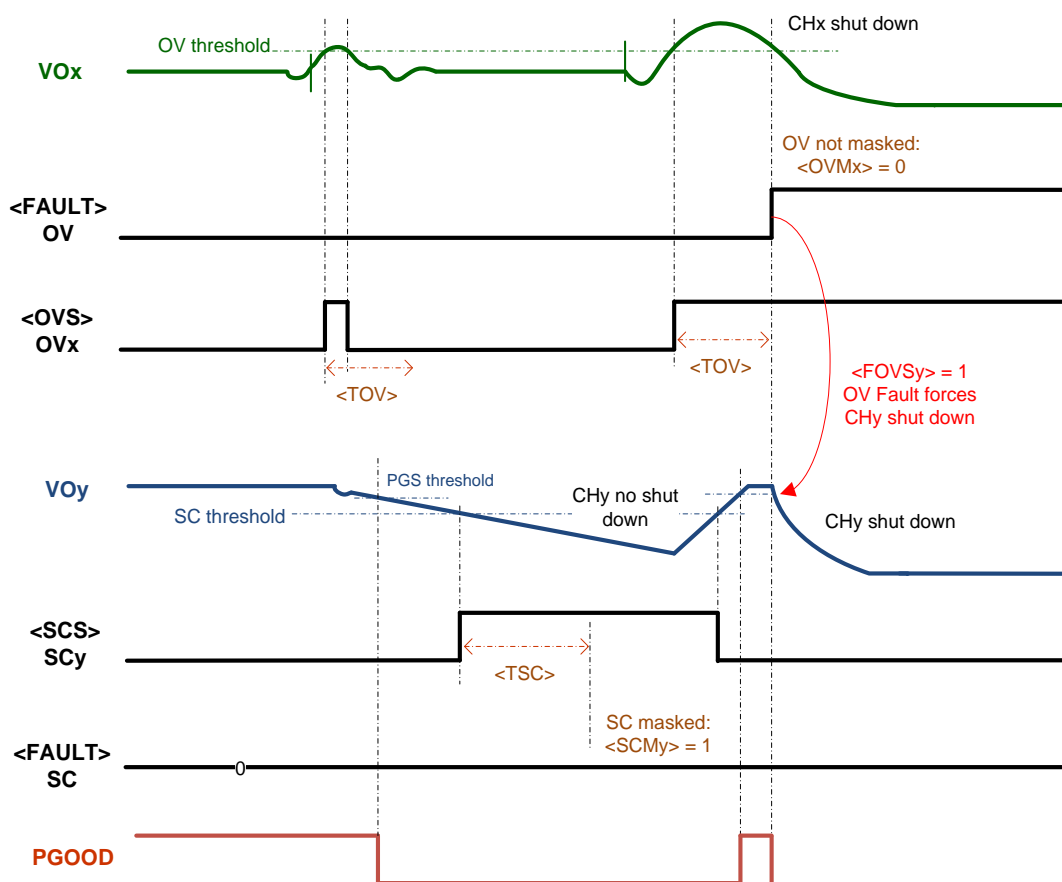 CHx shut down
OV threshold
VOx
OV not masked:
<OVMx> = 0
<FAULT>
OV
<OVS>
OVx
<TOV>
<TOV>
<FOVSy> = 1
OV Fault forces
CHy shut down
VOy
PGS threshold
SC threshold
CHy no shut
down
CHy shut down
<SCS>
SCy
<TSC>
SC masked:
<SCMy> = 1
<FAULT>
SC
0
PGOOD